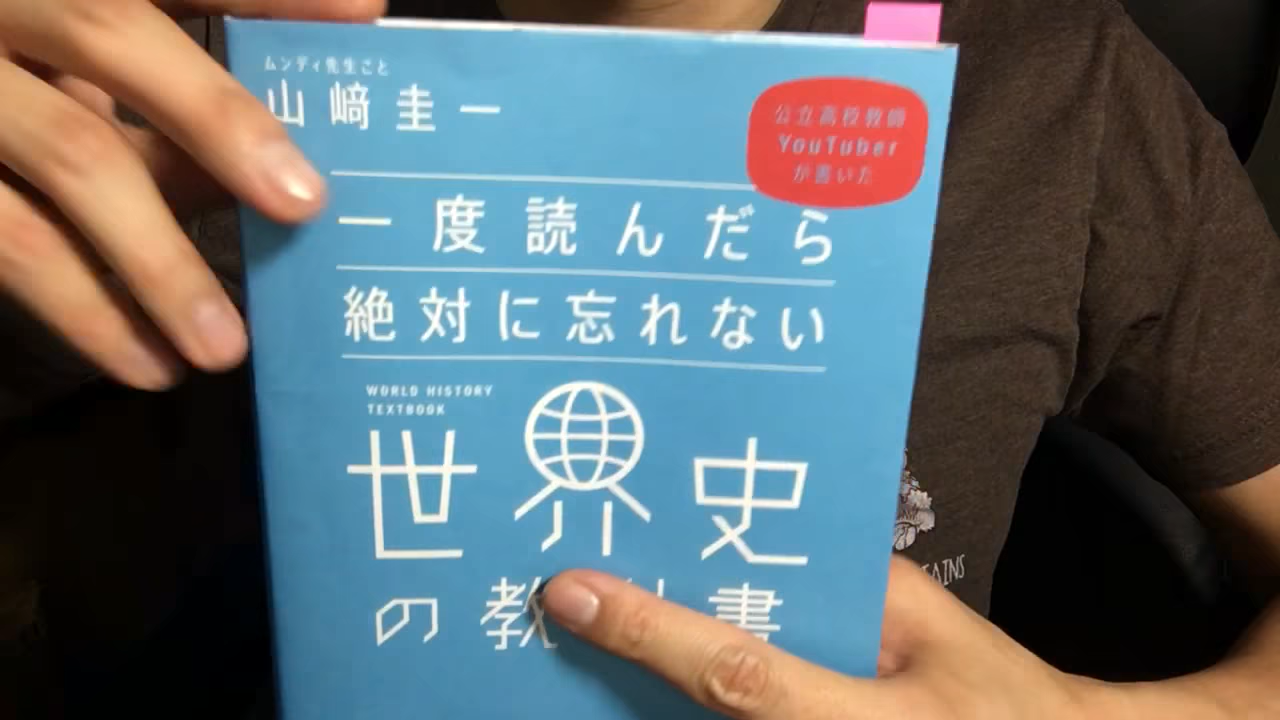 ムンディ先生こと
山﨑圭一
公立高校教師
YouTuber
が書いた
一度読んだら
絶対に忘れない
WORLD HISTORY
TEXTBOOK
世界史
の教 書